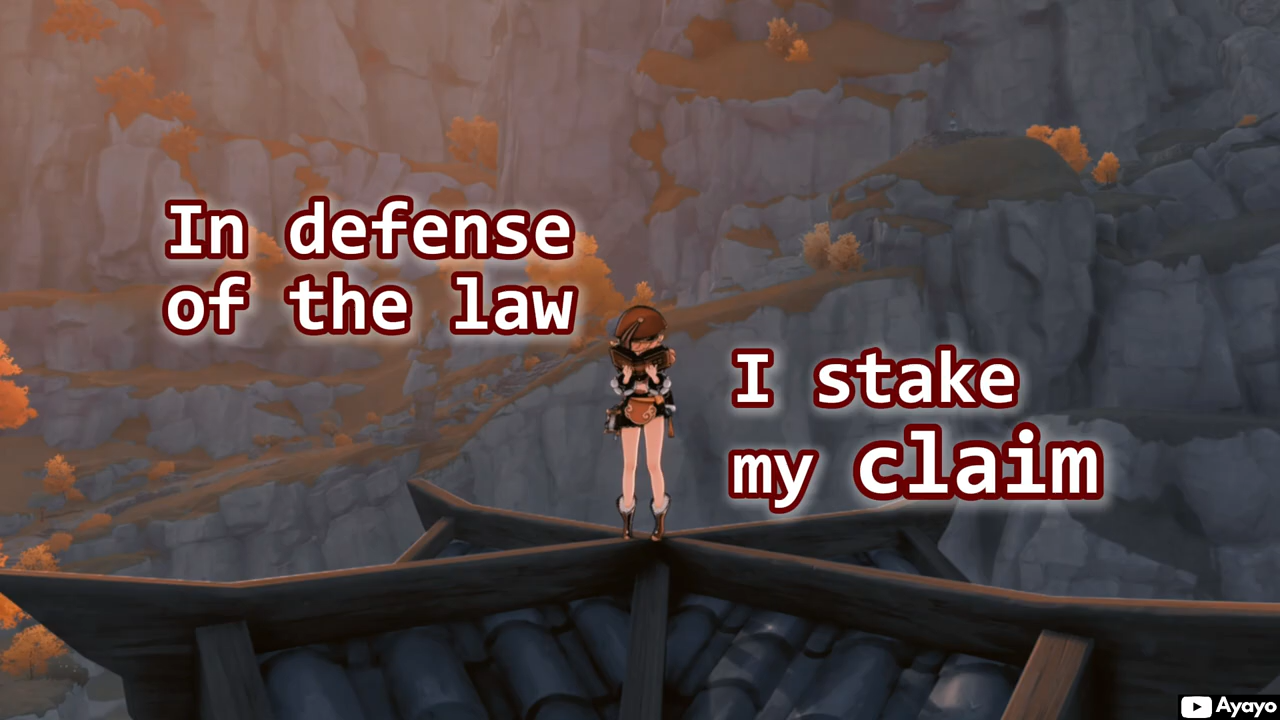 In defense
of the law
I stake
my claim
Ayayo